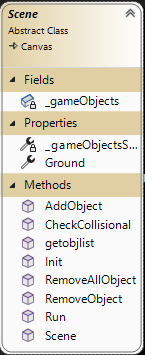 Scene
Abstract Class
Canvas
Fields
_gameObjects
Properties
_gameObjectsS...
Ground
Methods
AddObject
CheckCollisional
getobjlist
Init
RemoveAllObject
RemoveObject
Run
Scene